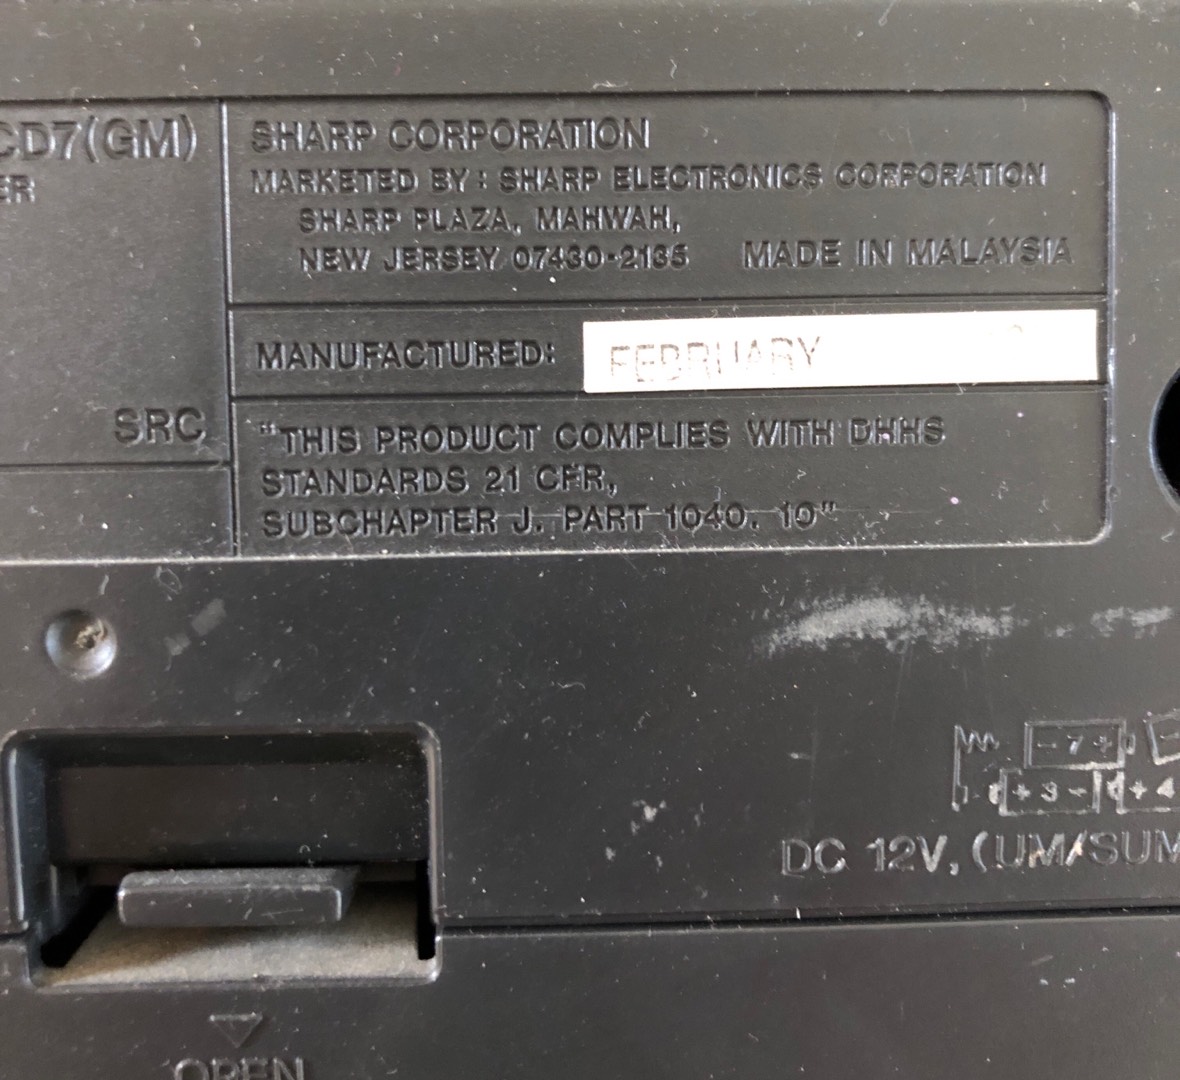 CD7(GM)
ER
SRC
SHARP CORPORATION
MARKETED BY: SHARP ELECTRONICS CORPORATION
SHARP PLAZA, MAHWAH,
NEW JERSEY 07430-2135 MADE IN MALAYSIA
MANUFACTURED: FEBRUARY
"THIS PRODUCT COMPLIES WITH DHHS
STANDARDS 21 CFR,
SUBCHAPTER J. PART 1040. 10"
- 7 +
+ 3 - + 4
DC 12V, (UM/SUM
OPEN